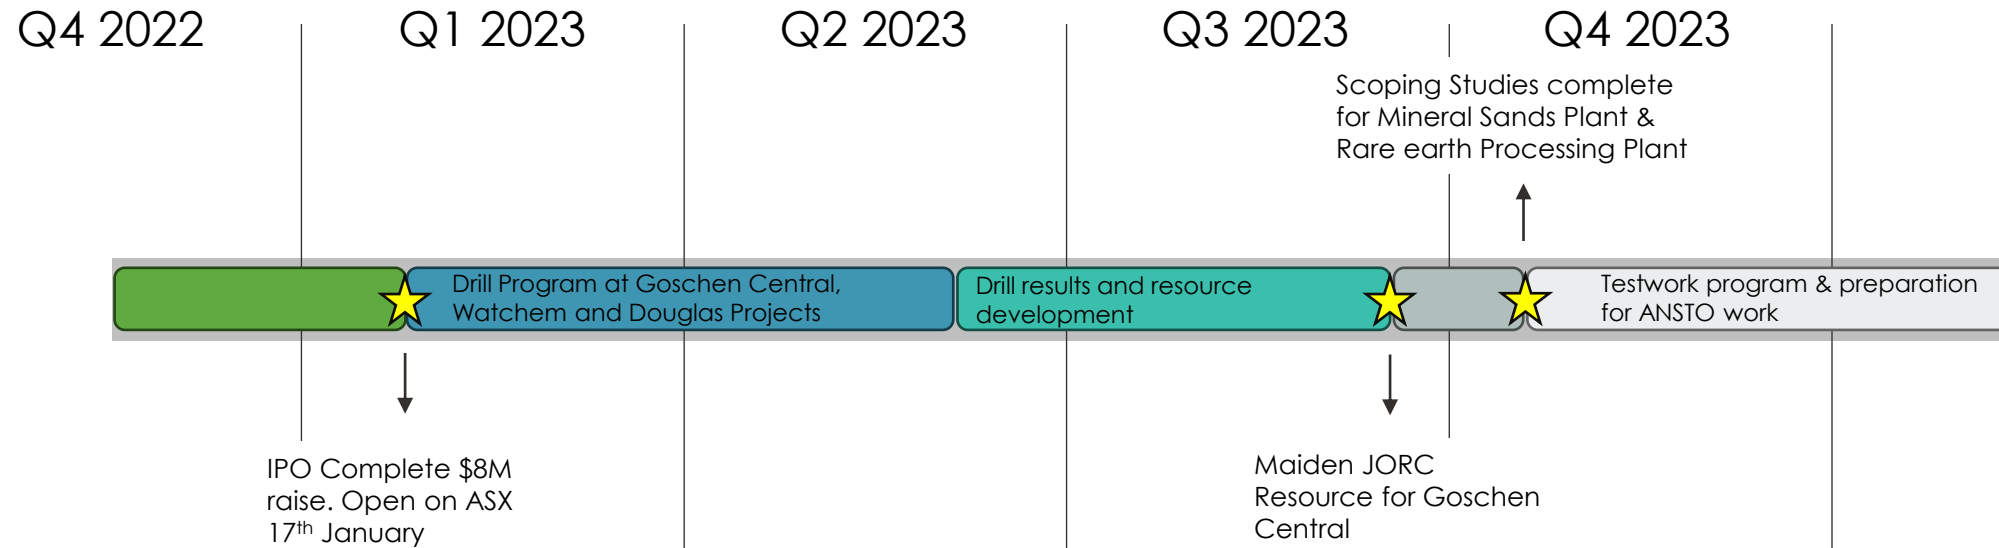 Q4 2022
Q1 2023
Q2 2023
Q3 2023
Q4 2023
Scoping Studies complete
for Mineral Sands Plant &
Rare earth Processing Plant
Drill Program at Goschen Central,
Watchem and Douglas Projects
Drill results and resource
development
Testwork program & preparation
for ANSTO work
IPO Complete $8M
raise. Open on ASX
17th January
Maiden JORC
Resource for Goschen
Central